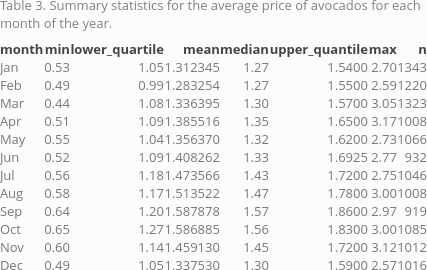 Table 3. Summary statistics for the average price of avocados for each
month of the year.
month min lower_quartile mean median upper_quantile max n
Jan 0.53 1.05 1.312345 1.27 1.5400 2.70 1343
Feb 0.49 0.99 1.283254 1.27 1.5500 2.59 1220
Mar 0.44 1.08 1.336395 1.30 1.5700 3.05 1323
Apr 0.51 1.09 1.385516 1.35 1.6500 3.17 1008
May 0.55 1.04 1.356370 1.32 1.6200 2.73 1066
Jun 0.52 1.09 1.408262 1.33 1.6925 2.77 932
Jul 0.56 1.18 1.473566 1.43 1.7200 2.75 1046
Aug 0.58 1.17 1.513522 1.47 1.7800 3.00 1008
Sep 0.64 1.20 1.587878 1.57 1.8600 2.97 919
Oct 0.65 1.27 1.586885 1.56 1.8300 3.00 1085
Nov 0.60 1.14 1.459130 1.45 1.7200 3.12 1012
Dec 0.49 1.05 1.337530 1.30 1.5900 2.57 1016